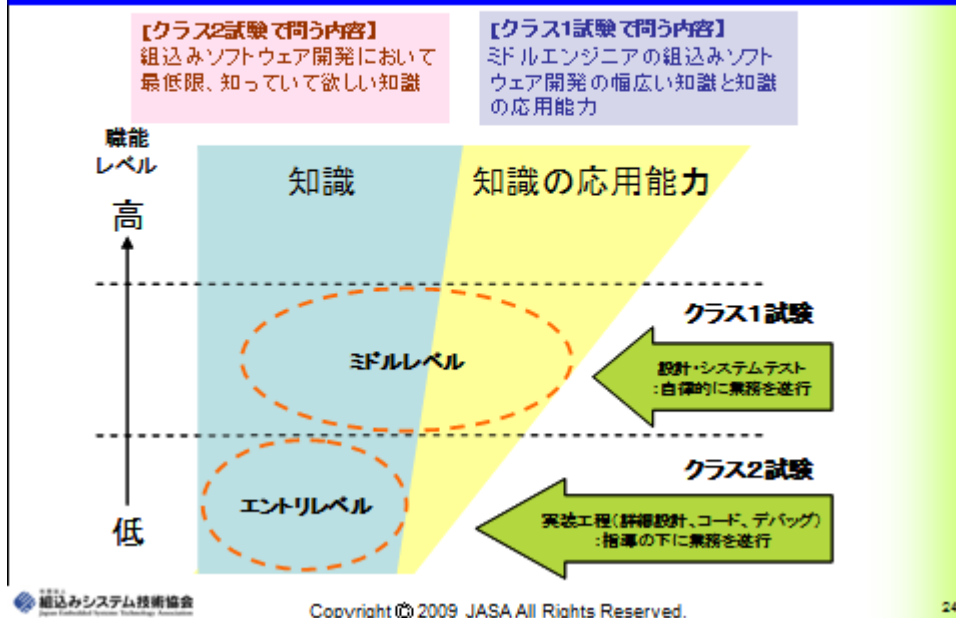 【クラス2試験で問う内容】
組込みソフトウェア開発において
最低限、知っていて欲しい知識
【クラス1試験で問う内容】
ミドルエンジニアの組込みソフト
ウェア開発の幅広い知識と知識
の応用能力
職能
レベル
高
知識
知識の応用能力
クラス1試験
ミドルレベル
設計・システムテスト
:自律的に業務を遂行
クラス2試験
エントリレベル
実装工程(詳細設計、コード、デバッグ)
:指導の下に業務を遂行
低
組込みシステム技術協会
Japan Embedded Systems Technology Association
Copyright © 2009 JASA All Rights Reserved.
24